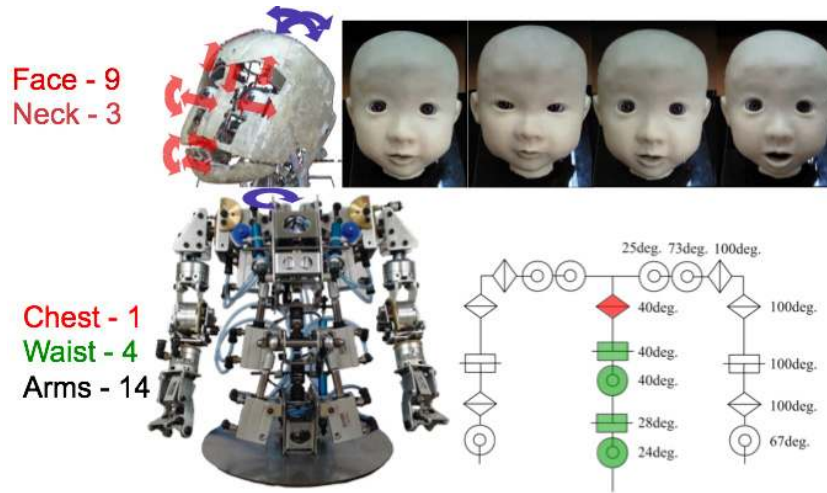 Face - 9
Neck - 3
Chest - 1
Waist - 4
Arms - 14
25deg. 73deg. 100deg.
40deg. 100deg.
40deg. 100deg.
40deg.
28deg. 100deg.
24deg. 67deg.